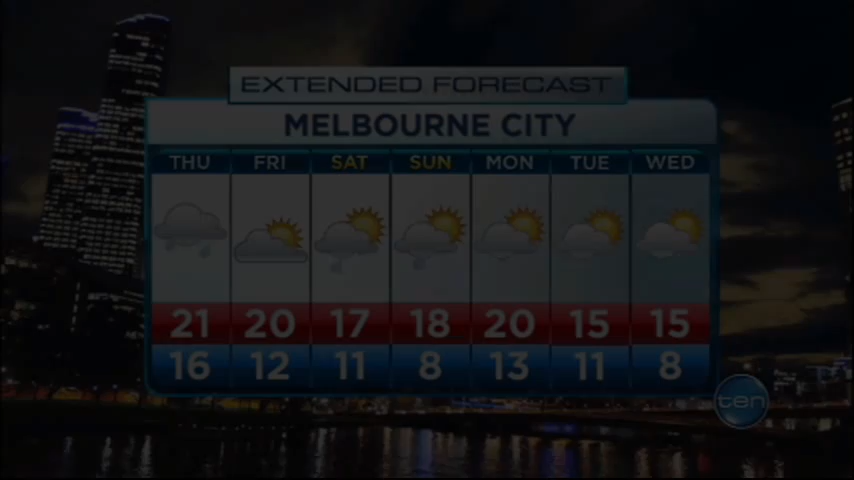 EXTENDED FORECAST
MELBOURNE CITY
THU FRI SAT SUN MON TUE WED
21 20 17 18 20 15 15
16 12 11 8 13 11 8
ten